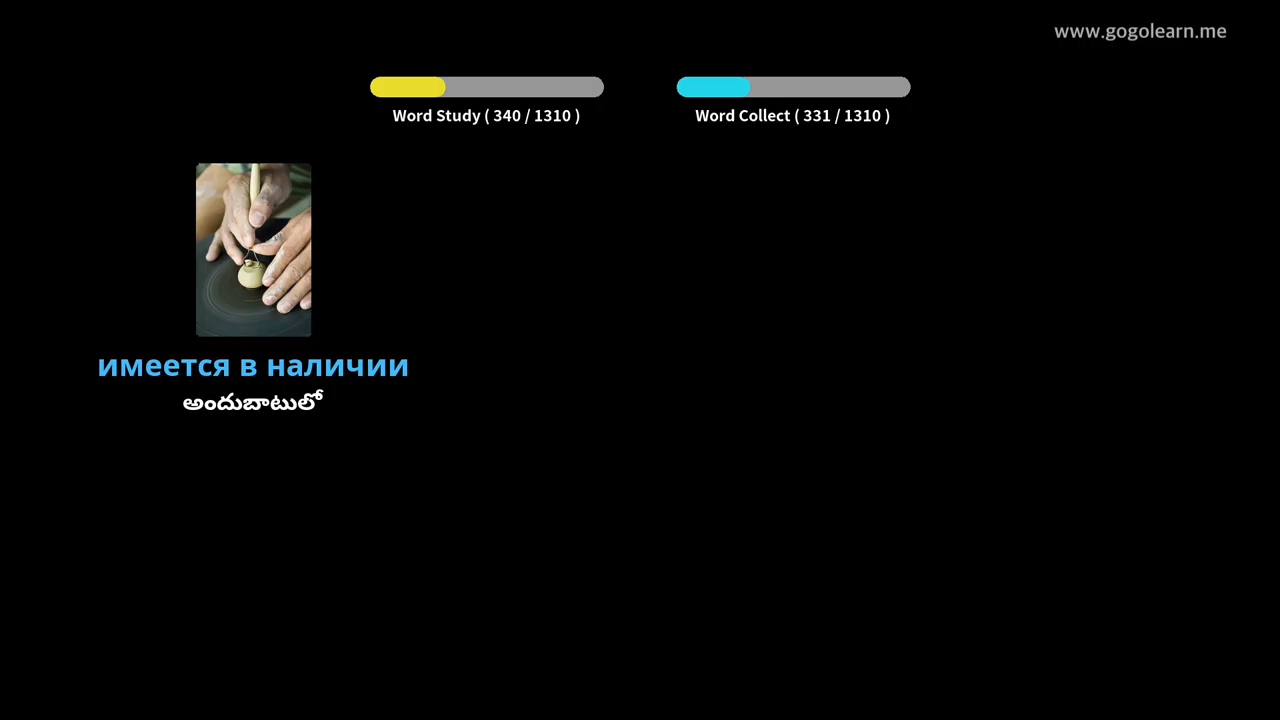 www.gogolearn.me
Word Study ( 340 / 1310 )
Word Collect ( 331 / 1310 )
имеется в наличии
అందుబాటులో